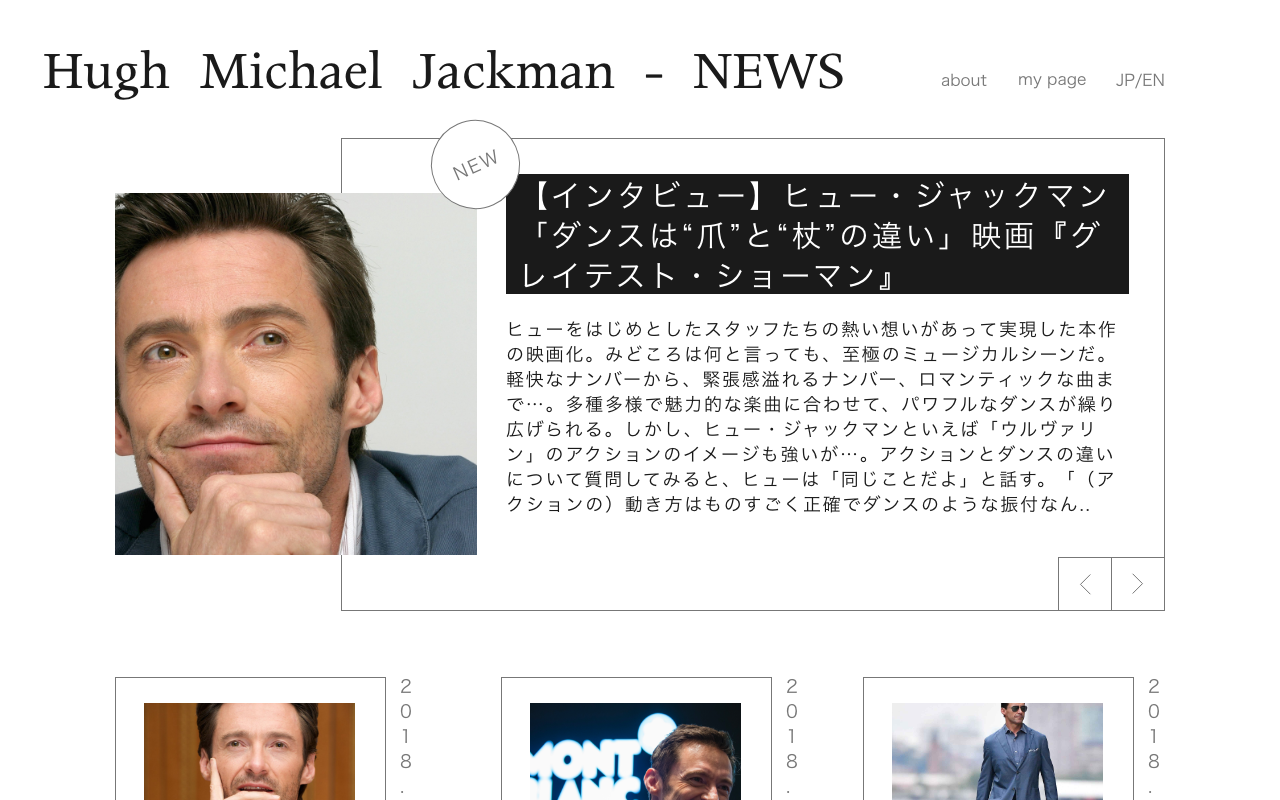 Hugh Michael Jackman - NEWS
about
my page
JP/EN
NEW
【インタビュー】ヒュー・ジャックマン
「ダンスは“爪”と“杖”の違い」映画『グ
レイテスト・ショーマン』
ヒューをはじめとしたスタッフたちの熱い想いがあって実現した本作
の映画化。みどころは何と言っても、至極のミュージカルシーンだ。
軽快なナンバーから、緊張感溢れるナンバー、ロマンティックな曲ま
で…。多種多様で魅力的な楽曲に合わせて、パワフルなダンスが繰り
広げられる。しかし、ヒュー・ジャックマンといえば「ウルヴァリ
ン」のアクションのイメージも強いが…。アクションとダンスの違い
について質問してみると、ヒューは「同じことだよ」と話す。「（ア
クションの）動き方はものすごく正確でダンスのような振付なん..
2018.
MONT
BLANC
2018.
2018.